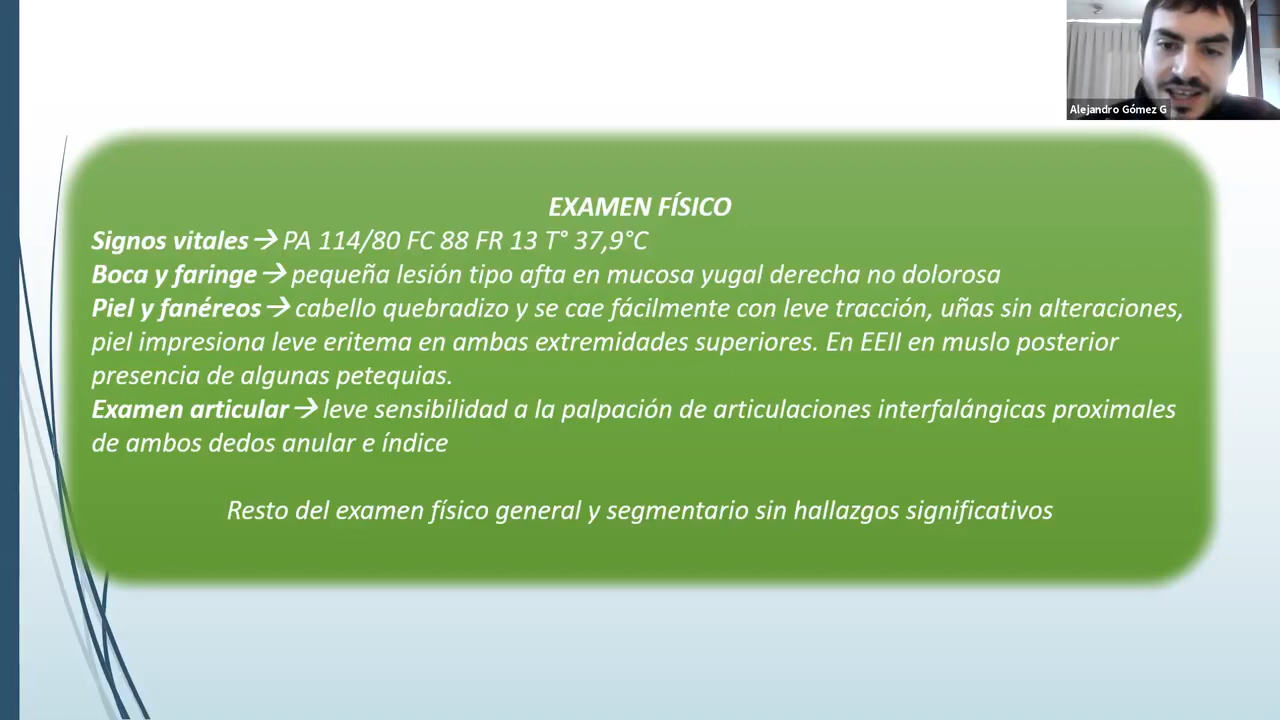 Alejandro Gómez G
EXAMEN FÍSICO
Signos vitales→ PA 114/80 FC 88 FR 13 T° 37,9°C
Boca y faringe→ pequeña lesión tipo afta en mucosa yugal derecha no dolorosa
Piel y fanéreos→ cabello quebradizo y se cae fácilmente con leve tracción, uñas sin alteraciones,
piel impresiona leve eritema en ambas extremidades superiores. En EEII en muslo posterior
presencia de algunas petequias.
Examen articular→ leve sensibilidad a la palpación de articulaciones interfalángicas proximales
de ambos dedos anular e índice
Resto del examen físico general y segmentario sin hallazgos significativos